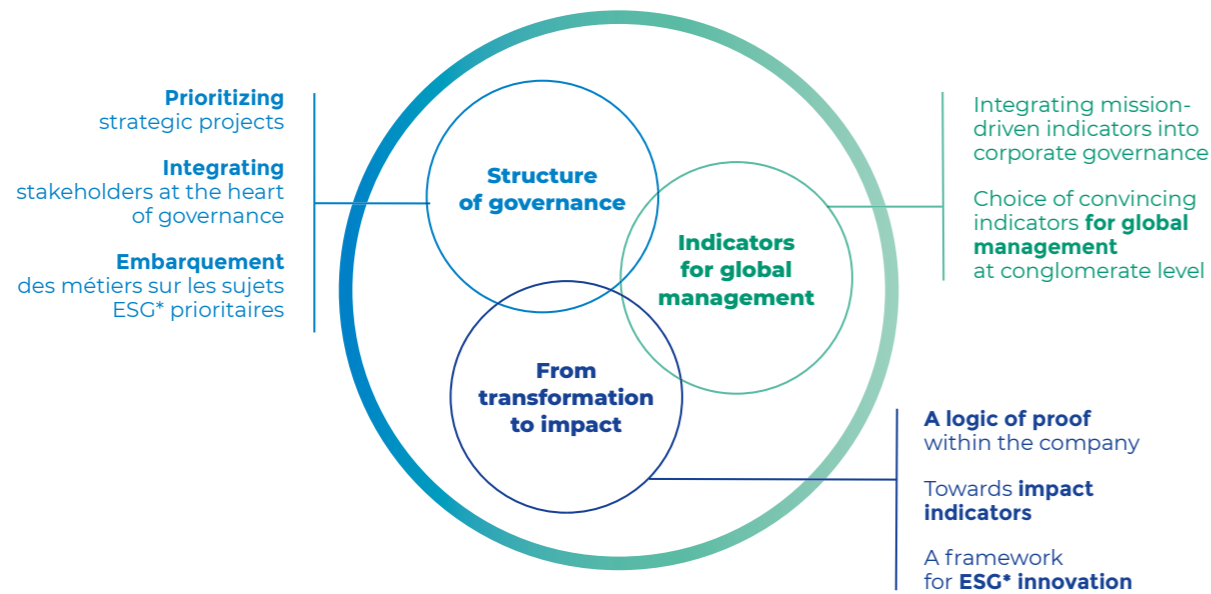 Prioritizing
strategic projects
Integrating
stakeholders at the heart
of governance
Embarquement
des métiers sur les sujets
ESG* prioritaires
Structure
of governance
Indicators
for global
management
From
transformation
to impact
Integrating mission-
driven indicators into
corporate governance
Choice of convincing
indicators for global
management
at conglomerate level
A logic of proof
within the company
Towards impact
indicators
A framework
for ESG* innovation